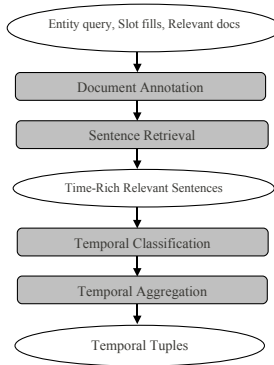 Entity query, Slot fills, Relevant docs
Document Annotation
Sentence Retrieval
Time-Rich Relevant Sentences
Temporal Classification
Temporal Aggregation
Temporal Tuples